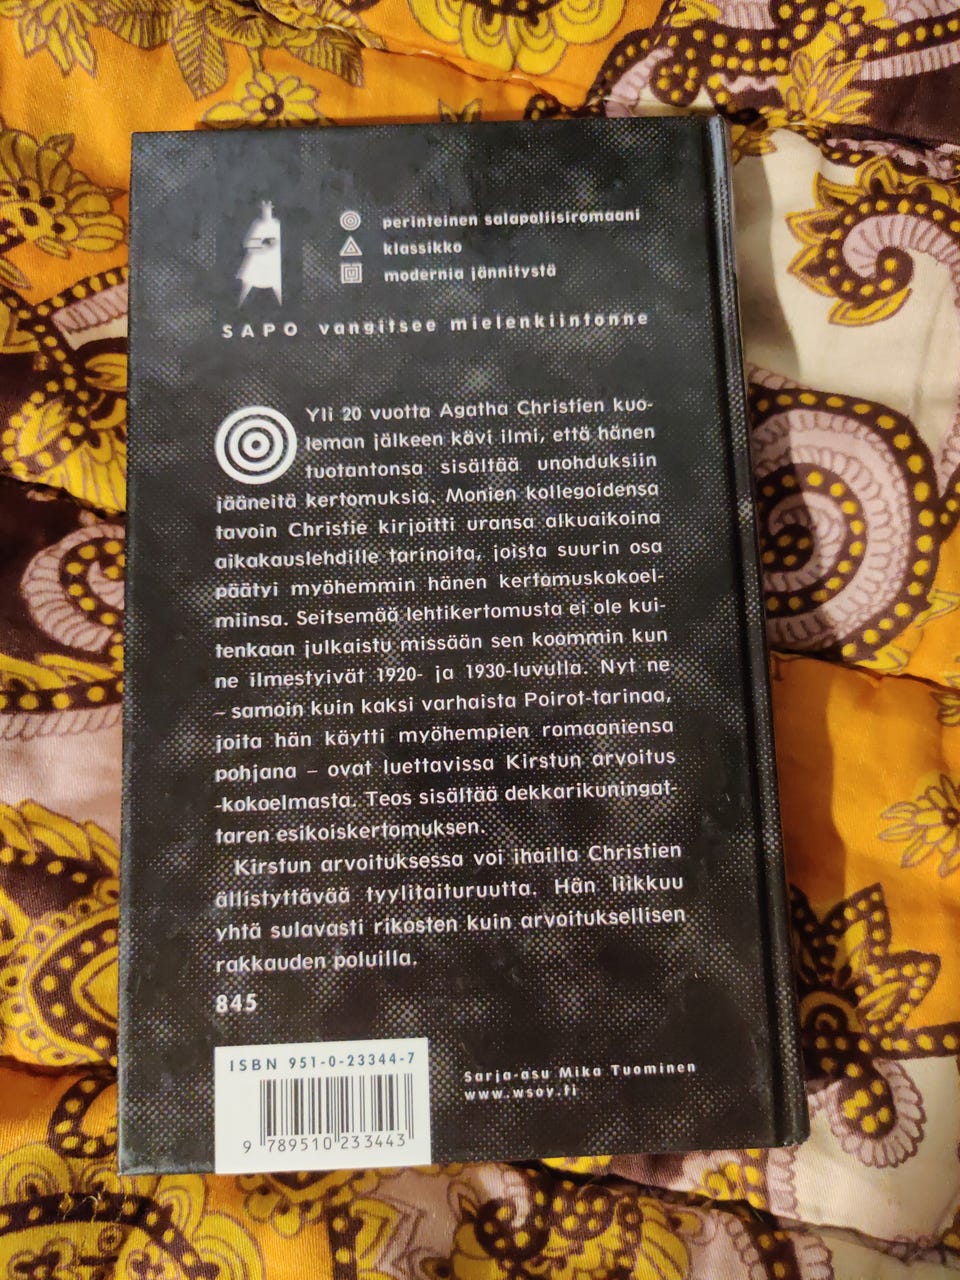 perinteinen salapoliisiromaani
klassikko
modernia jännitystä
SAPO vangitsee mielenkiintonne
Yli 20 vuotta Agatha Christien kuo-
leman jälkeen kävi ilmi, että hänen
tuotantonsa sisältää unohduksiin
jääneitä kertomuksia. Monien kollegoidensa
tavoin Christie kirjoitti uransa alkuaikoina
aikakauslehdille tarinoita, joista suurin osa
päätyi myöhemmin hänen kertomuskokoel-
miinsa. Seitsemää lehtikertomusta ei ole kui-
tenkaan julkaistu missään sen koommin kun
ne ilmestyivät 1920- ja 1930-luvulla. Nyt ne
– samoin kuin kaksi varhaista Poirot-tarinaa,
joita hän käytti myöhempien romaaniensa
pohjana – ovat luettavissa Kirstun arvoitus
-kokoelmasta. Teos sisältää dekkarikuningat-
taren esikoiskertomuksen.
Kirstun arvoituksessa voi ihailla Christien
ällistyttävää tyylitaituruutta. Hän liikkuu
yhtä sulavasti rikosten kuin arvoituksellisen
rakkauden poluilla.
845
ISBN 951-0-23344-7
9 789510 233443
Sarja-asu Mika Tuominen
www.wsoy.fi